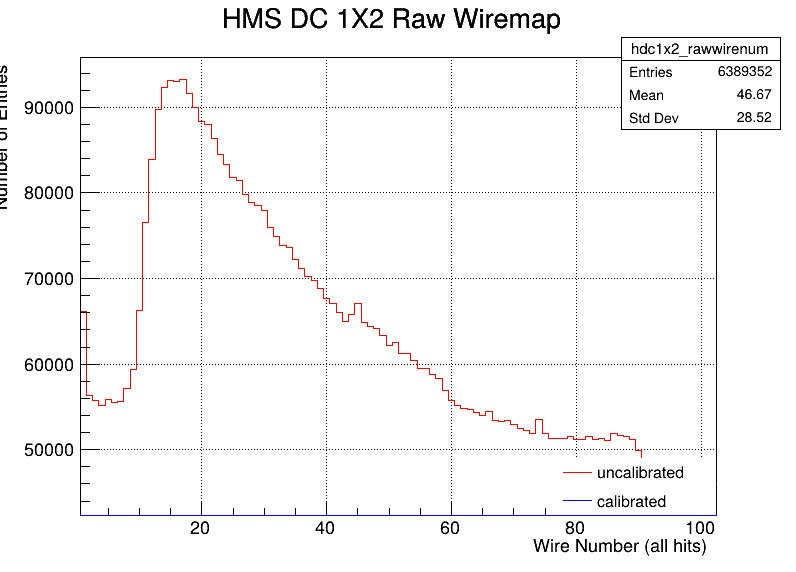 HMS DC 1X2 Raw Wiremap
hdc1x2_rawwirenum
Entries 6389352
Mean 46.67
Std Dev 28.52
Number of Entries
90000
80000
70000
60000
50000
uncalibrated
calibrated
20 40 60 80 100
Wire Number (all hits)